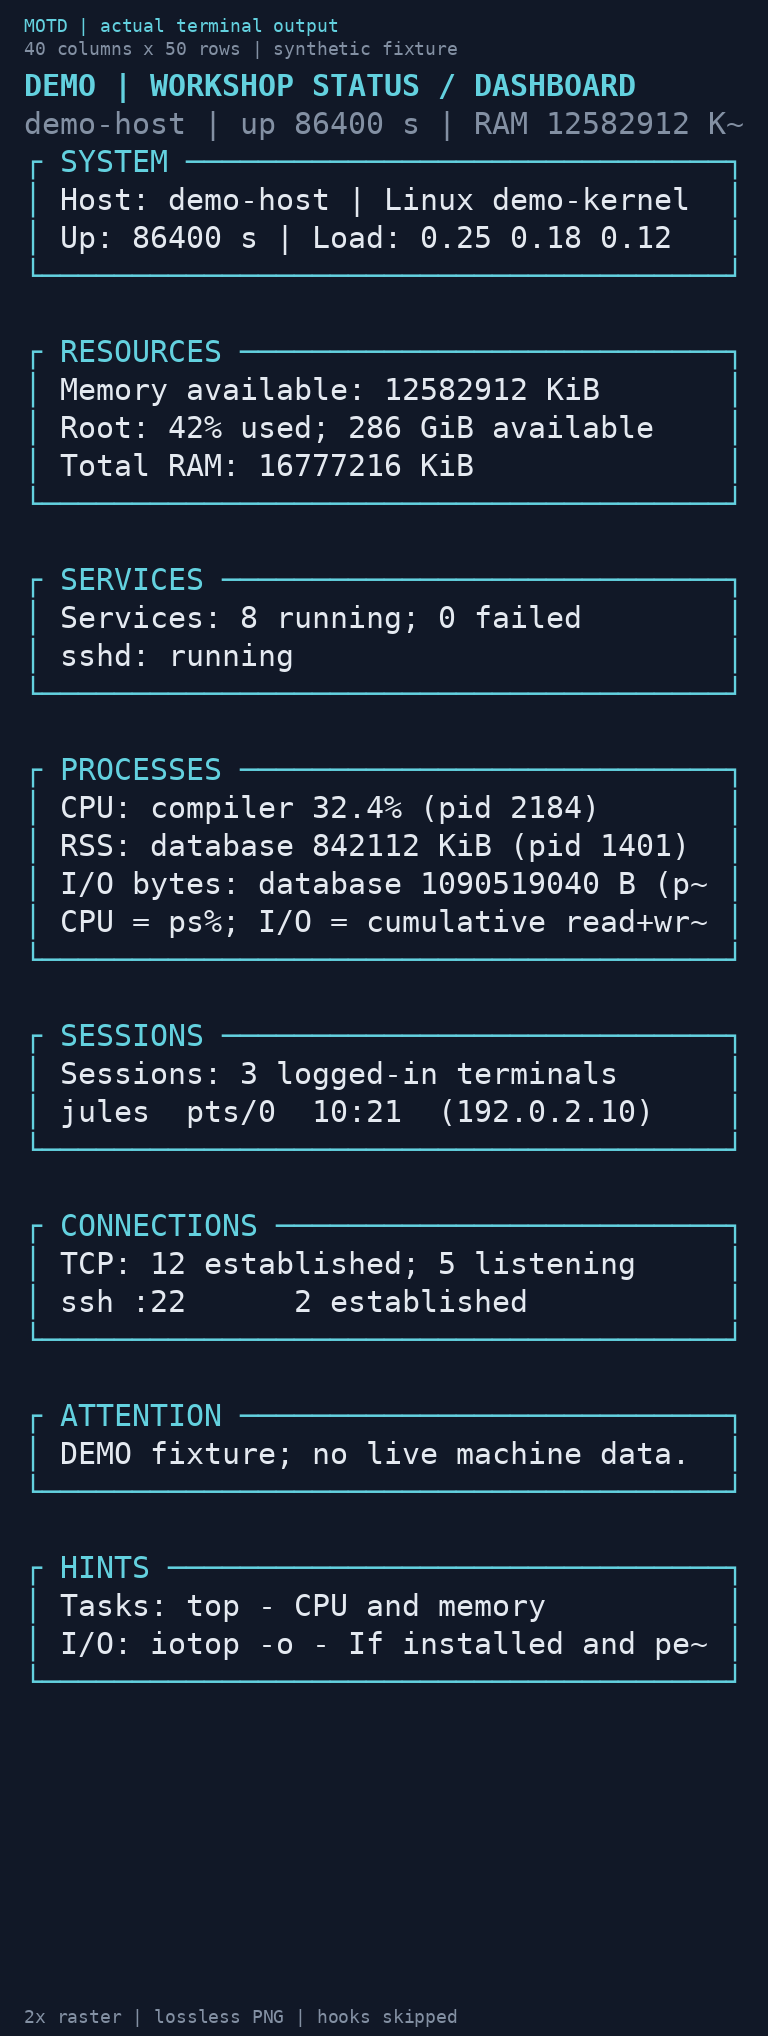 MOTD | actual terminal output
40 columns x 50 rows | synthetic fixture
DEMO | WORKSHOP STATUS / DASHBOARD
demo-host | up 86400 s | RAM 12582912 K~
SYSTEM
Host: demo-host | Linux demo-kernel
Up: 86400 s | Load: 0.25 0.18 0.12
RESOURCES
Memory available: 12582912 KiB
Root: 42% used; 286 GiB available
Total RAM: 16777216 KiB
SERVICES
Services: 8 running; 0 failed
sshd: running
PROCESSES
CPU: compiler 32.4% (pid 2184)
RSS: database 842112 KiB (pid 1401)
I/O bytes: database 1090519040 B (p~
CPU = ps%; I/O = cumulative read+wr~
SESSIONS
Sessions: 3 logged-in terminals
jules  pts/0  10:21  (192.0.2.10)
CONNECTIONS
TCP: 12 established; 5 listening
ssh :22      2 established
ATTENTION
DEMO fixture; no live machine data.
HINTS
Tasks: top - CPU and memory
I/O: iotop -o - If installed and pe~
2x raster | lossless PNG | hooks skipped